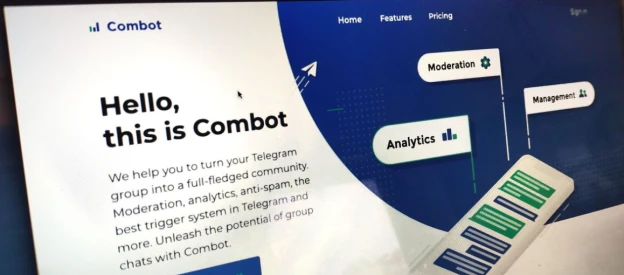 Combot
Home Features Pricing
Sign in
Moderation
Management
Analytics
Hello,
this is Combot
We help you to turn your Telegram
group into a full-fledged community.
Moderation, analytics, anti-spam, the
best trigger system in Telegram and
more. Unleash the potential of group
chats with Combot.